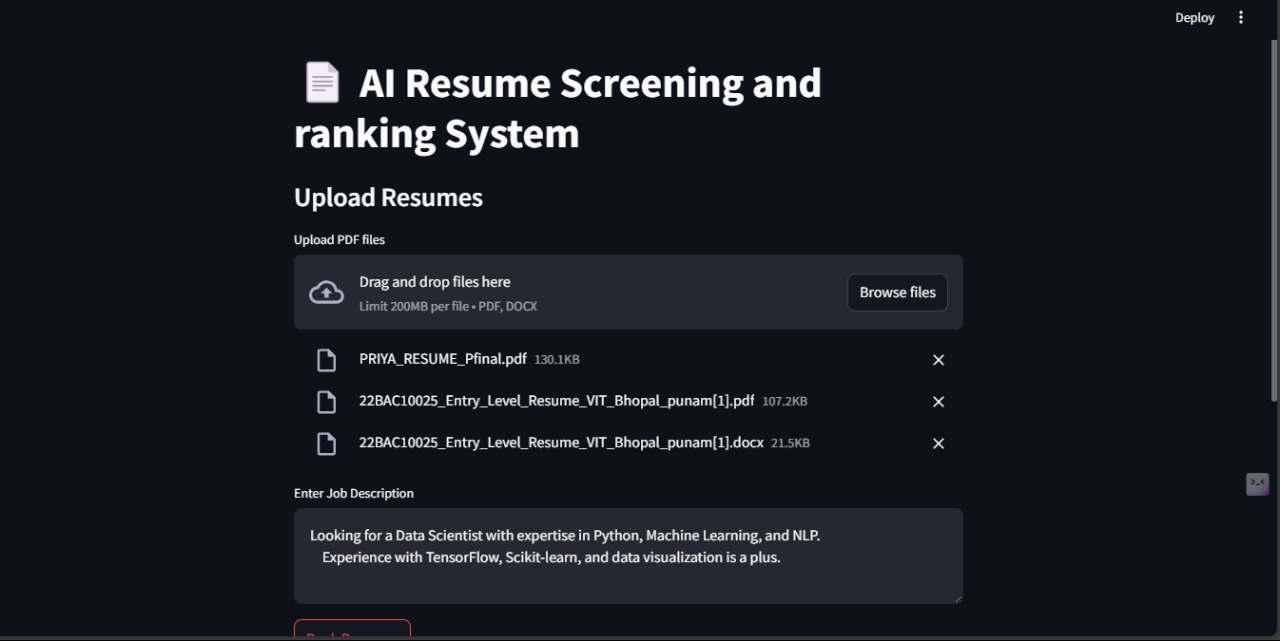 Deploy
AI Resume Screening and
ranking System
Upload Resumes
Upload PDF files
Drag and drop files here
Limit 200MB per file • PDF, DOCX
Browse files
PRIYA_RESUME_Pfinal.pdf 130.1KB
22BAC10025_Entry_Level_Resume_VIT_Bhopal_punam[1].pdf 107.2KB
22BAC10025_Entry_Level_Resume_VIT_Bhopal_punam[1].docx 21.5KB
Enter Job Description
Looking for a Data Scientist with expertise in Python, Machine Learning, and NLP.
Experience with TensorFlow, Scikit-learn, and data visualization is a plus.